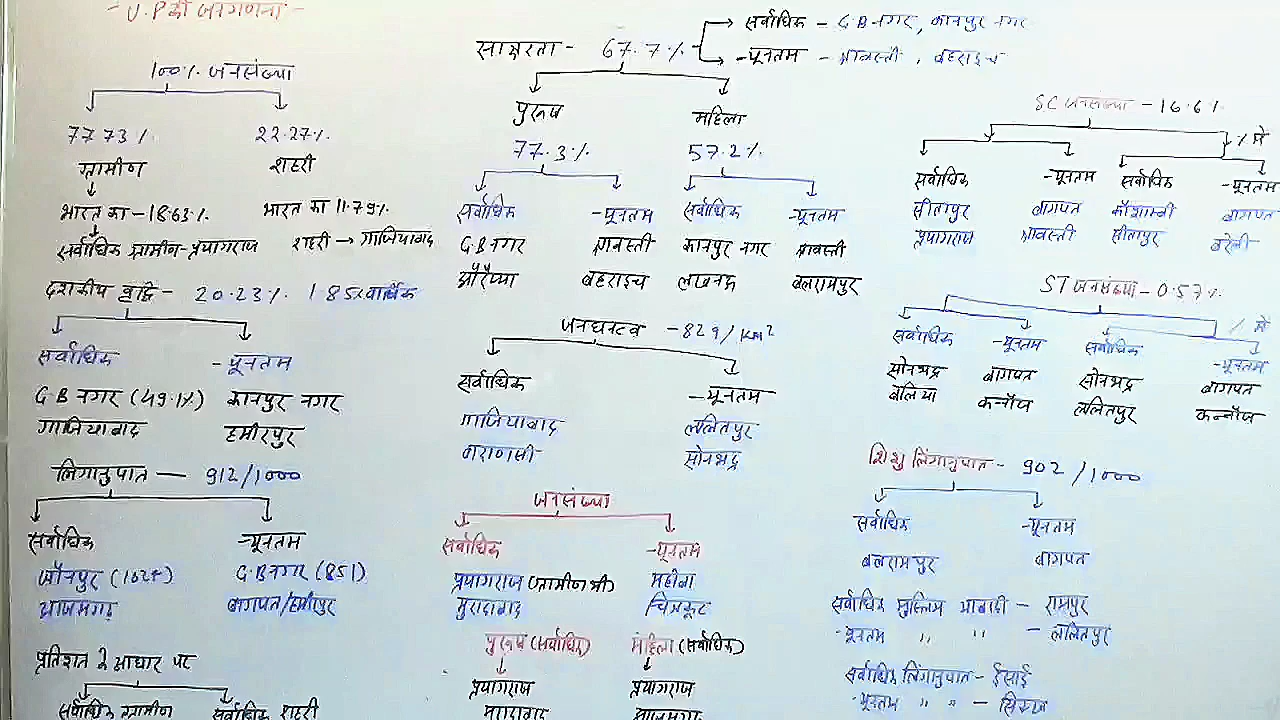 U.P की जनगणना
100% जनसंख्या
77.73% 22.27%
ग्रामीण शहरी
भारत का - 18.63% भारत का 11.79%
सर्वाधिक ग्रामीण - प्रयागराज शहरी → गाजियाबाद
दशकीय वृद्धि - 20.23%
सर्वाधिक न्यूनतम
G.B नगर (49.1%) कानपुर नगर
गाजियाबाद हमीरपुर
लिंगानुपात - 912/1000
सर्वाधिक न्यूनतम
जौनपुर (1024) G.B नगर (851)
आजमगढ़ बागपत/हमीरपुर
प्रतिशत के आधार पर
सर्वाधिक ग्रामीण सर्वाधिक शहरी
साक्षरता - 67.7%
सर्वाधिक - G.B नगर, कानपुर नगर
न्यूनतम - श्रावस्ती, बहराइच
पुरुष महिला
77.3% 57.2%
सर्वाधिक न्यूनतम सर्वाधिक न्यूनतम
G.B नगर श्रावस्ती कानपुर नगर श्रावस्ती
औरैय्या बहराइच लखनऊ बलरामपुर
जनघनत्व - 829/Km²
सर्वाधिक न्यूनतम
गाजियाबाद ललितपुर
वाराणसी सोनभद्र
जनसंख्या
सर्वाधिक न्यूनतम
प्रयागराज (ग्रामीण भी) महोबा
मुरादाबाद चित्रकूट
पुरुष (सर्वाधिक) महिला (सर्वाधिक)
प्रयागराज प्रयागराज
मुरादाबाद आजमगढ़
SC जनसंख्या - 16.6%
% में
सर्वाधिक न्यूनतम सर्वाधिक न्यूनतम
सीतापुर बागपत कौशाम्बी बागपत
प्रयागराज श्रावस्ती सीतापुर बरेली
ST जनसंख्या - 0.57%
% में
सर्वाधिक न्यूनतम सर्वाधिक न्यूनतम
सोनभद्र बागपत सोनभद्र बागपत
बलिया कन्नौज ललितपुर कन्नौज
शिशु लिंगानुपात - 902/1000
सर्वाधिक न्यूनतम
बलरामपुर बागपत
सर्वाधिक मुस्लिम आबादी - रामपुर
न्यूनतम " " - ललितपुर
सर्वाधिक लिंगानुपात - ईसाई
न्यूनतम " " - सिक्ख